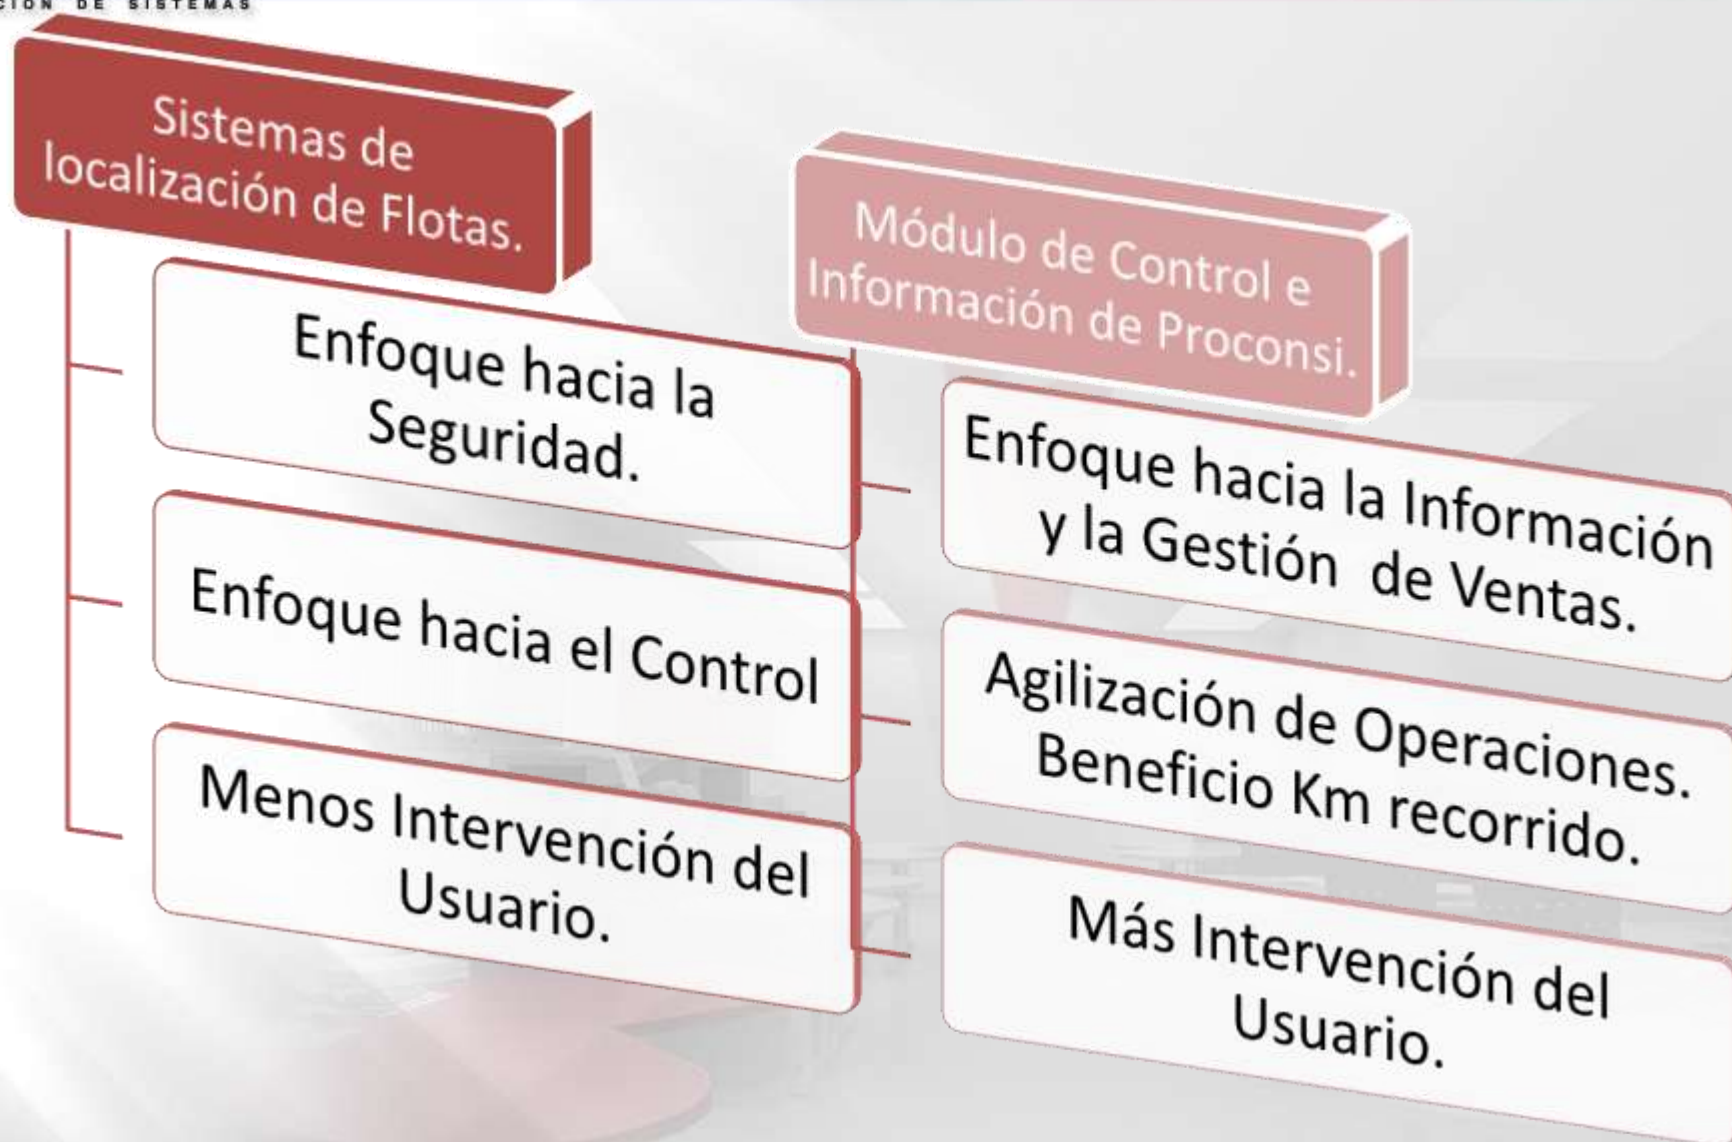 DE SISTEMAS
Sistemas de
localización de Flotas.
Enfoque hacia la
Seguridad.
Enfoque hacia el Control
Menos Intervención del
Usuario.
Módulo de Control e
Información de Proconsi.
Enfoque hacia la Información
y la Gestión de Ventas.
Agilización de Operaciones.
Beneficio Km recorrido.
Más Intervención del
Usuario.